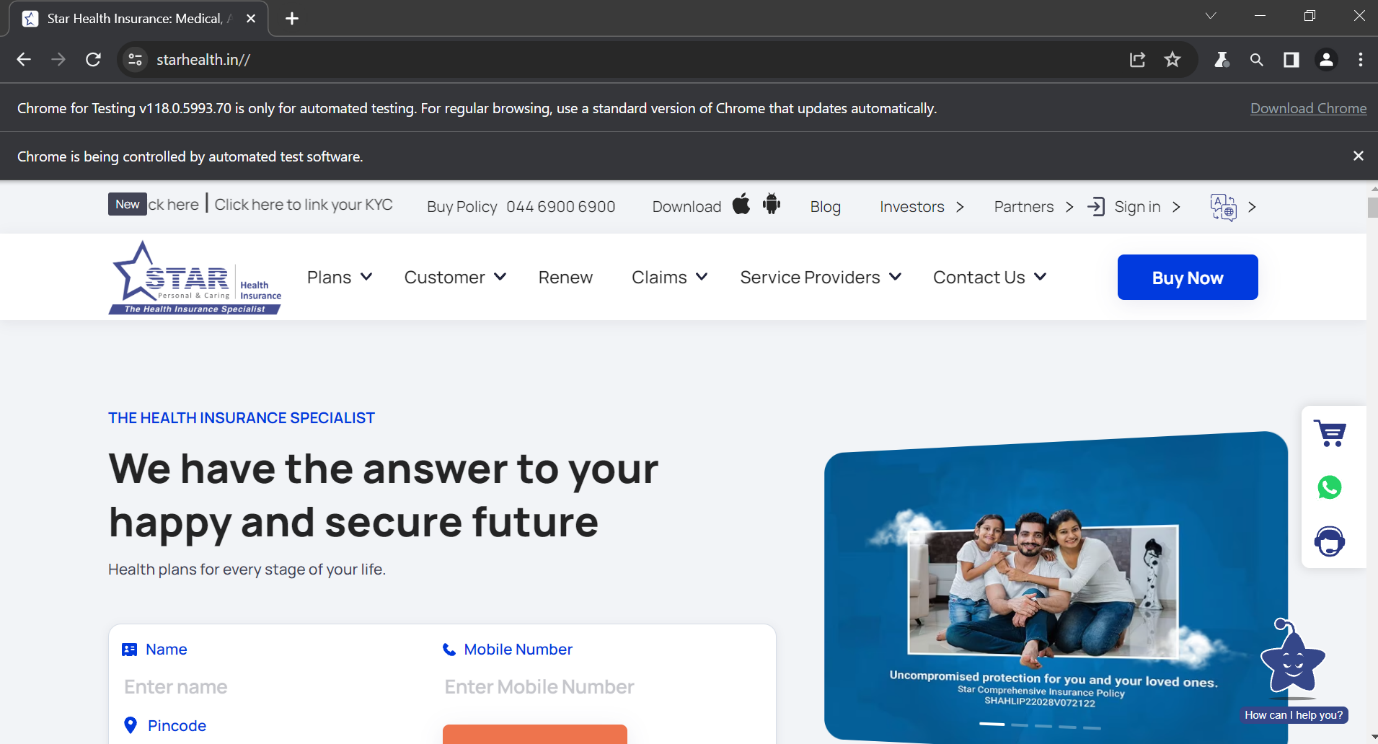 Star Health Insurance: Medical, A
starhealth.in//
Chrome for Testing v118.0.5993.70 is only for automated testing. For regular browsing, use a standard version of Chrome that updates automatically.
Download Chrome
Chrome is being controlled by automated test software.
New
ck here | Click here to link your KYC
Buy Policy 044 6900 6900
Download
Blog
Investors
Partners
Sign in
STAR
Health
Insurance
Personal & Caring
The Health Insurance Specialist
Plans
Customer
Renew
Claims
Service Providers
Contact Us
Buy Now
THE HEALTH INSURANCE SPECIALIST
We have the answer to your
happy and secure future
Health plans for every stage of your life.
Name
Mobile Number
Enter name
Enter Mobile Number
Pincode
Uncompromised protection for you and your loved ones.
Star Comprehensive Insurance Policy
SHAHLIP22028V072122
How can I help you?